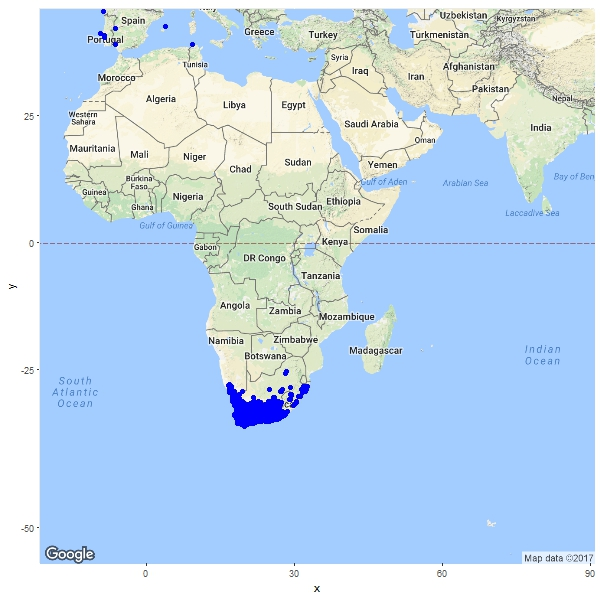 Spain
Portugal
Greece
Turkey
Uzbekistan
Kyrgyzstan
Turkmenistan
Tunisia
Syria
Morocco
Iraq
Iran
Afghanistan
Pakistan
Nepal
Algeria
Libya
Egypt
25
Western
Sahara
Saudi Arabia
India
Mauritania
Mali
Niger
Oman
Chad
Sudan
Yemen
Gulf of Aden
Arabian Sea
Bay of Ben
Guinea
Burkina
Faso
Nigeria
Ghana
South Sudan
Ethiopia
Laccadive Sea
Gulf of Guinea
Somalia
0
Gabon
Kenya
DR Congo
Tanzania
y
Angola
Zambia
Mozambique
Namibia
Zimbabwe
Botswana
Madagascar
Indian
Ocean
-25
South
Atlantic
Ocean
-50
Google
Map data ©2017
0
30
60
90
x